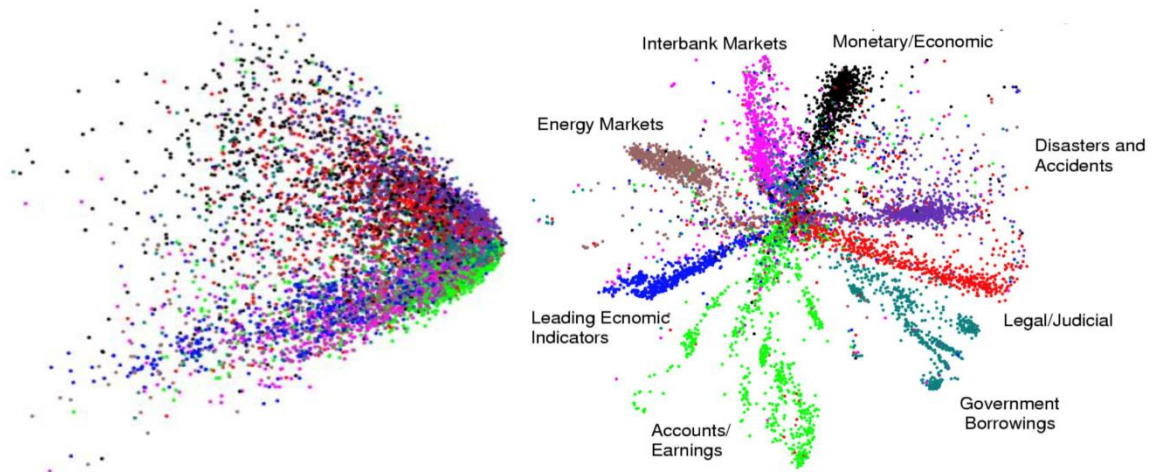 Interbank Markets
Monetary/Economic
Energy Markets
Disasters and
Accidents
Leading Ecnomic
Indicators
Legal/Judicial
Government
Borrowings
Accounts/
Earnings